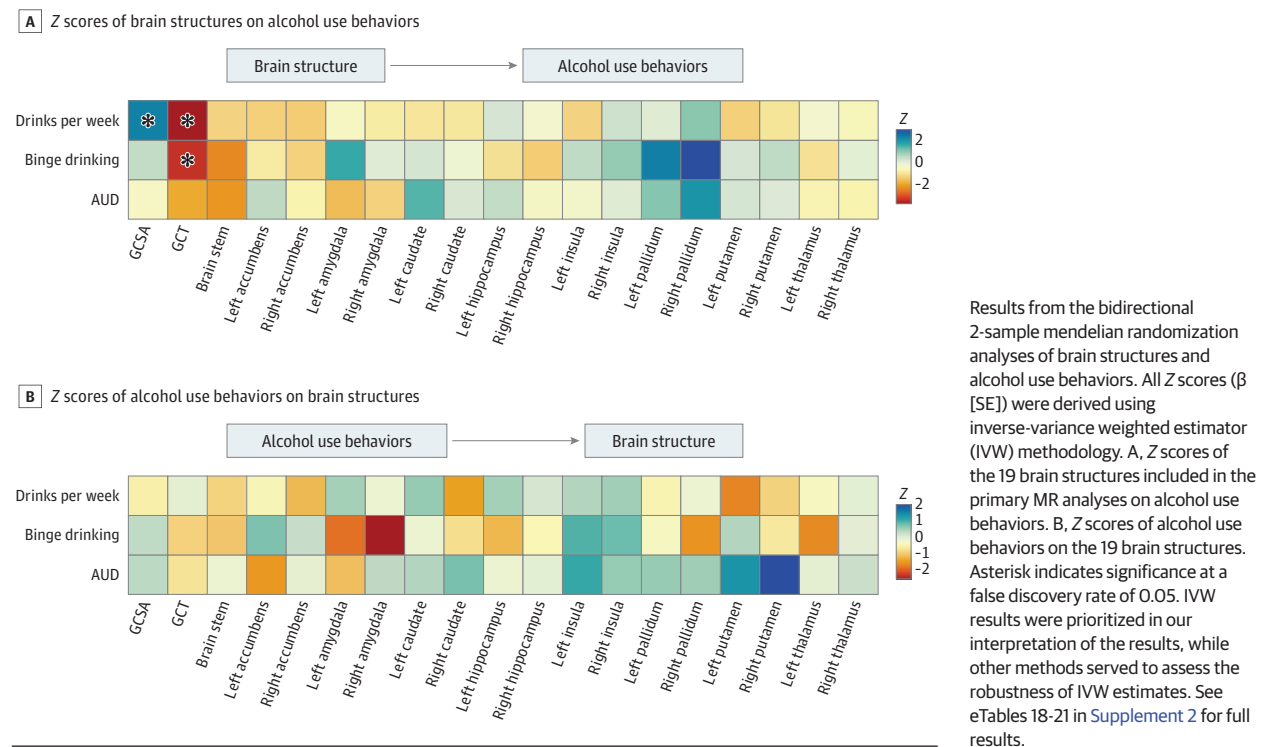 A Z scores of brain structures on alcohol use behaviors
Brain structure
Alcohol use behaviors
Drinks per week
Binge drinking
AUD
*
*
*
Z
2
0
-2
GCSA
GCT
Brain stem
Left accumbens
Right accumbens
Left amygdala
Right amygdala
Left caudate
Right caudate
Left hippocampus
Right hippocampus
Left insula
Right insula
Left pallidum
Right pallidum
Left putamen
Right putamen
Left thalamus
Right thalamus
B Z scores of alcohol use behaviors on brain structures
Alcohol use behaviors
Brain structure
Drinks per week
Binge drinking
AUD
Z
2
1
0
-1
-2
GCSA
GCT
Brain stem
Left accumbens
Right accumbens
Left amygdala
Right amygdala
Left caudate
Right caudate
Left hippocampus
Right hippocampus
Left insula
Right insula
Left pallidum
Right pallidum
Left putamen
Right putamen
Left thalamus
Right thalamus
Results from the bidirectional
2-sample mendelian randomization
analyses of brain structures and
alcohol use behaviors. All Z scores (β
[SE]) were derived using
inverse-variance weighted estimator
(IVW) methodology. A, Z scores of
the 19 brain structures included in the
primary MR analyses on alcohol use
behaviors. B, Z scores of alcohol use
behaviors on the 19 brain structures.
Asterisk indicates significance at a
false discovery rate of 0.05. IVW
results were prioritized in our
interpretation of the results, while
other methods served to assess the
robustness of IVW estimates. See
eTables 18-21 in Supplement 2 for full
results.